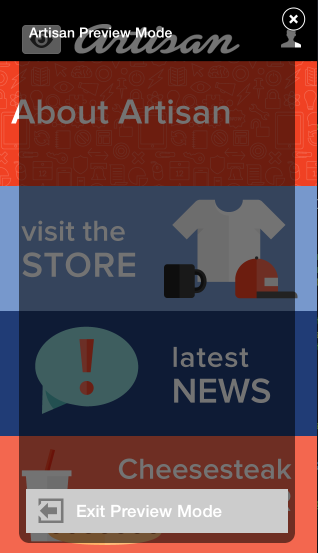 Artisan Preview Mode
Artisan
About Artisan
visit the
STORE
latest
NEWS
Cheesesteak
Exit Preview Mode